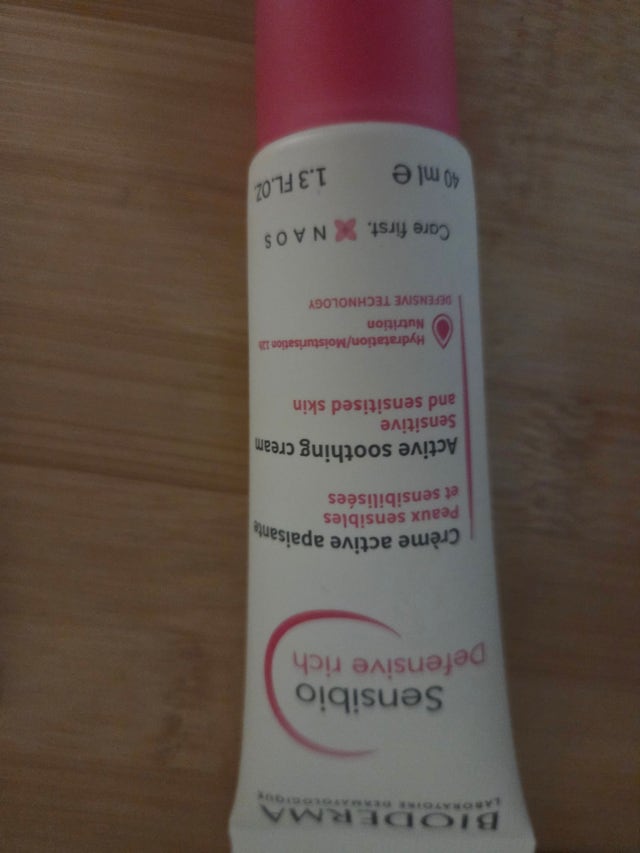 BIODERMA
LABORATOIRE DERMATOLOGIQUE
Sensibio
Defensive rich
Crème active apaisante
Peaux sensibles
et sensibilisées
Active soothing cream
Sensitive
and sensitised skin
Hydratation/Moisturisation 12h
Nutrition
DEFENSIVE TECHNOLOGY
Care first. NAOS
40 ml e 1.3 FL.OZ.